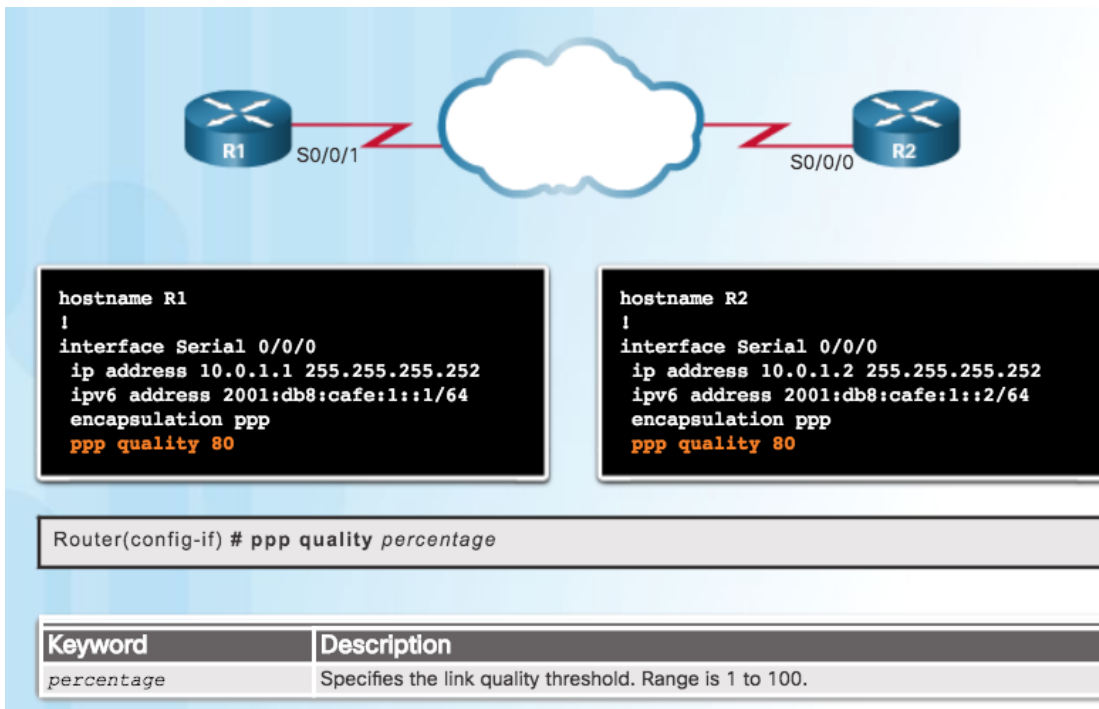 R1
S0/0/1
S0/0/0
R2
hostname R1
!
interface Serial 0/0/0
ip address 10.0.1.1 255.255.255.252
ipv6 address 2001:db8:cafe:1::1/64
encapsulation ppp
ppp quality 80
hostname R2
!
interface Serial 0/0/0
ip address 10.0.1.2 255.255.255.252
ipv6 address 2001:db8:cafe:1::2/64
encapsulation ppp
ppp quality 80
Router(config-if) # ppp quality percentage
Keyword Description
percentage Specifies the link quality threshold. Range is 1 to 100.